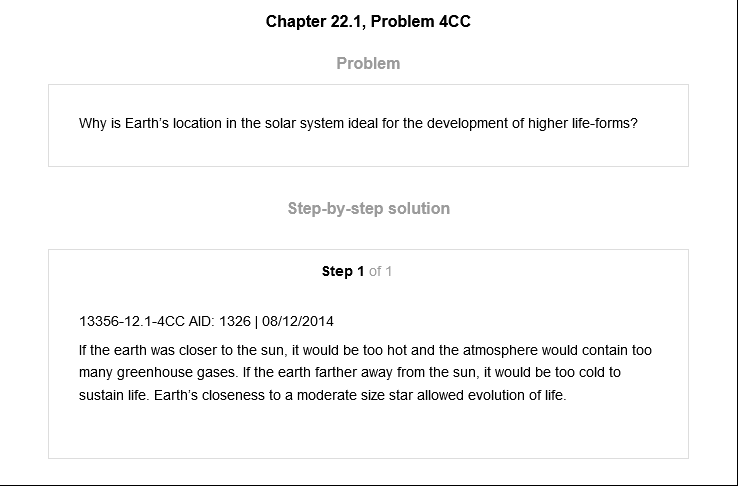 Chapter 22.1, Problem 4CC
Problem
Why is Earth's location in the solar system ideal for the development of higher life-forms?
Step-by-step solution
Step 1 of 1
13356-12.1-4CC AID: 1326 | 08/12/2014
If the earth was closer to the sun, it would be too hot and the atmosphere would contain too
many greenhouse gases. If the earth farther away from the sun, it would be too cold to
sustain life. Earth's closeness to a moderate size star allowed evolution of life.